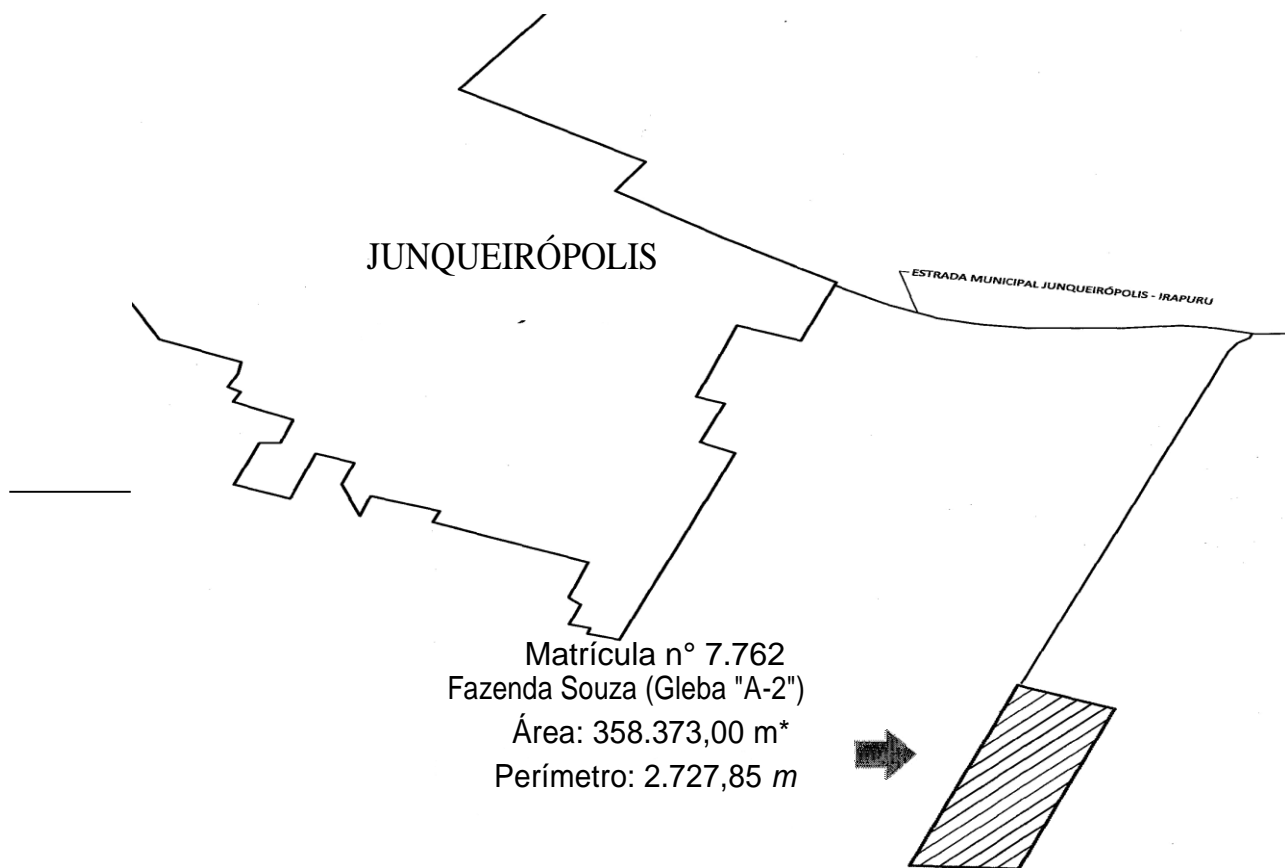 JUNQUEIRÓPOLIS
ESTRADA MUNICIPAL JUNQUEIRÓPOLIS - IRAPURU
Matrícula n° 7.762
Fazenda Souza (Gleba "A-2")
Área: 358.373,00 m*
Perímetro: 2.727,85 m